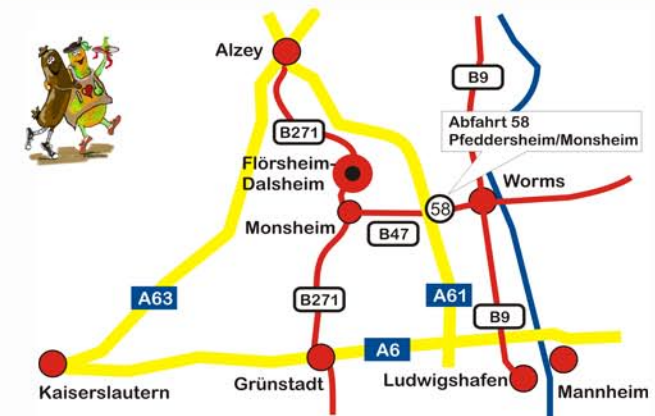 Alzey
B9
Abfahrt 58
Pfeddersheim/Monsheim
B271
Flörsheim-
Dalsheim
Worms
58
Monsheim
B47
A63
B271
A61
B9
A6
Kaiserslautern
Grünstadt
Ludwigshafen
Mannheim